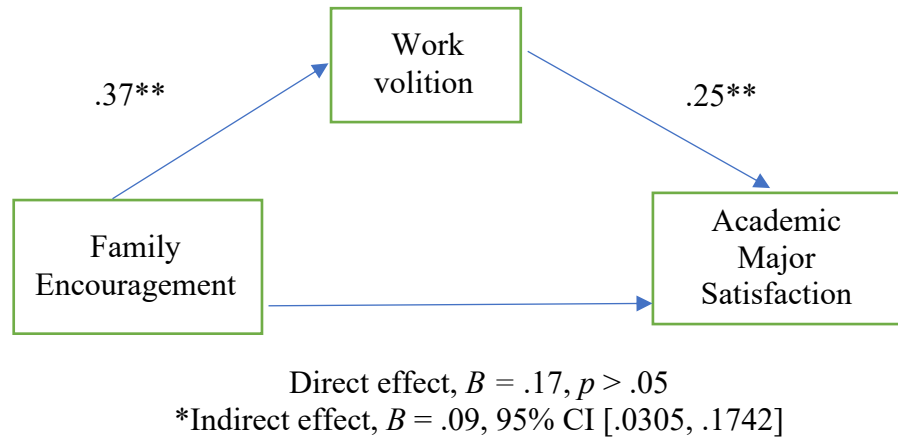 Work
volition
.37**
.25**
Family
Encouragement
Academic
Major
Satisfaction
Direct effect, B = .17, p > .05
*Indirect effect, B = .09, 95% CI [.0305, .1742]